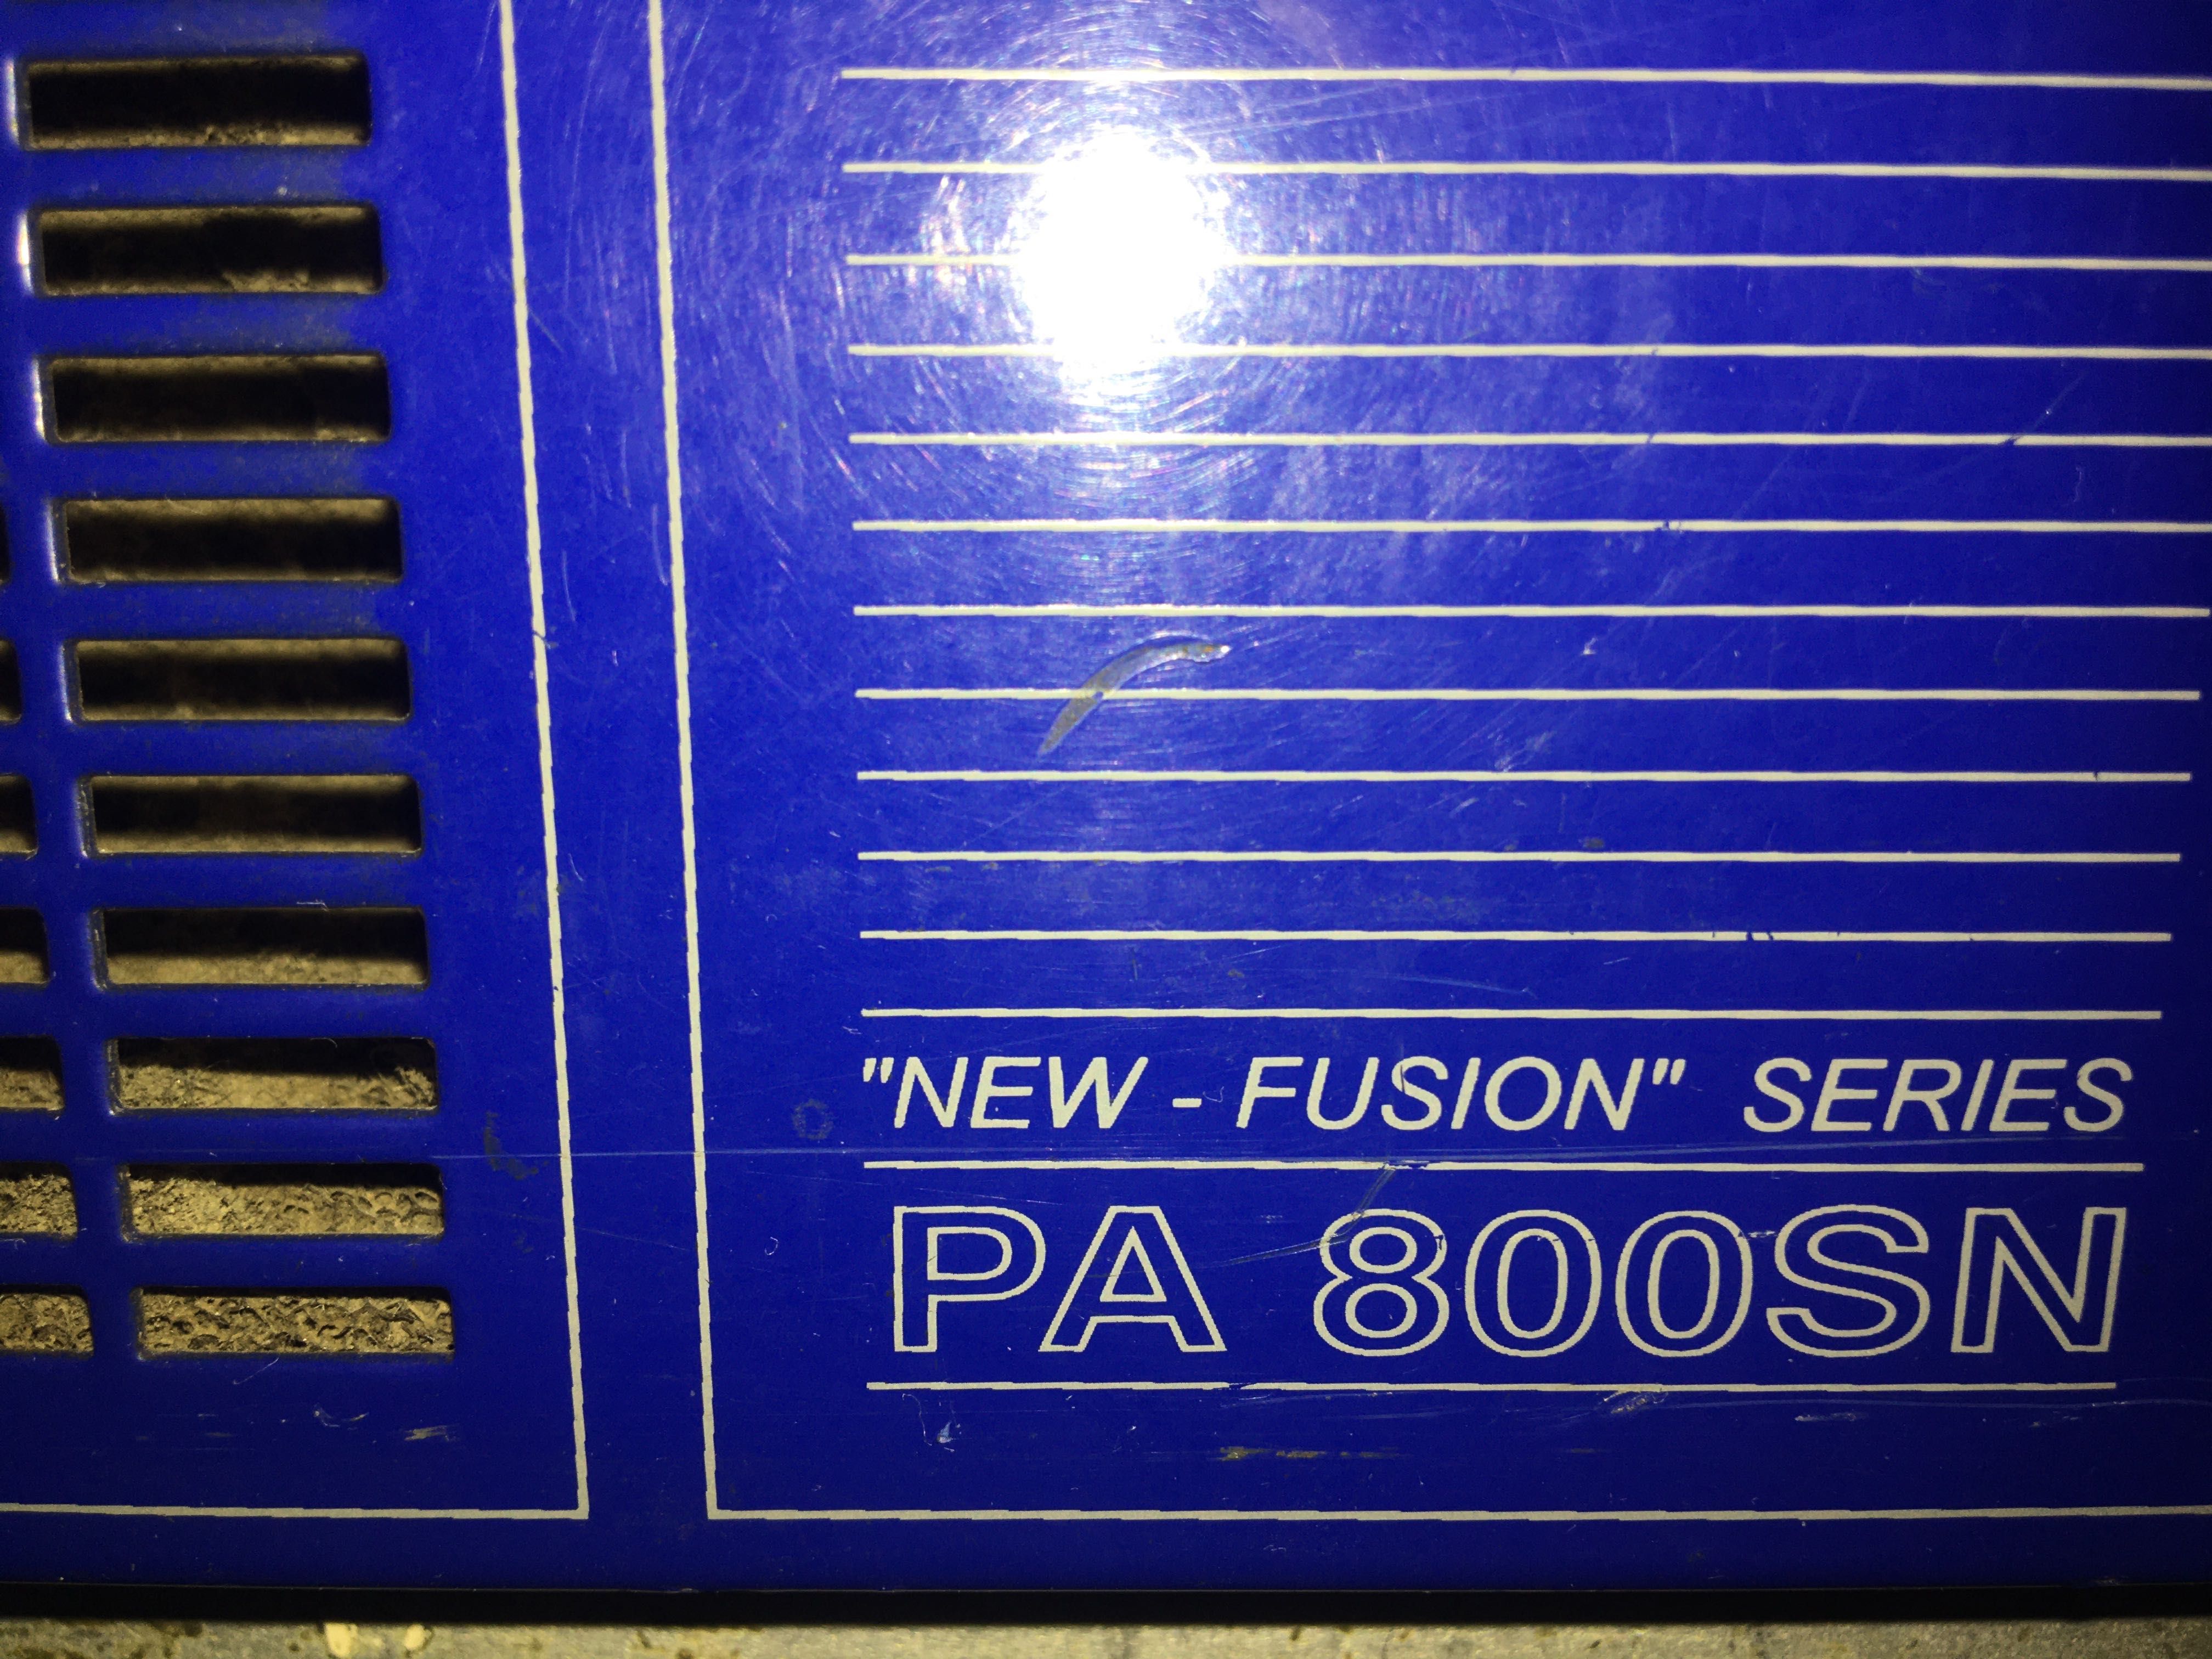 "NEW - FUSION" SERIES
PA 800SN